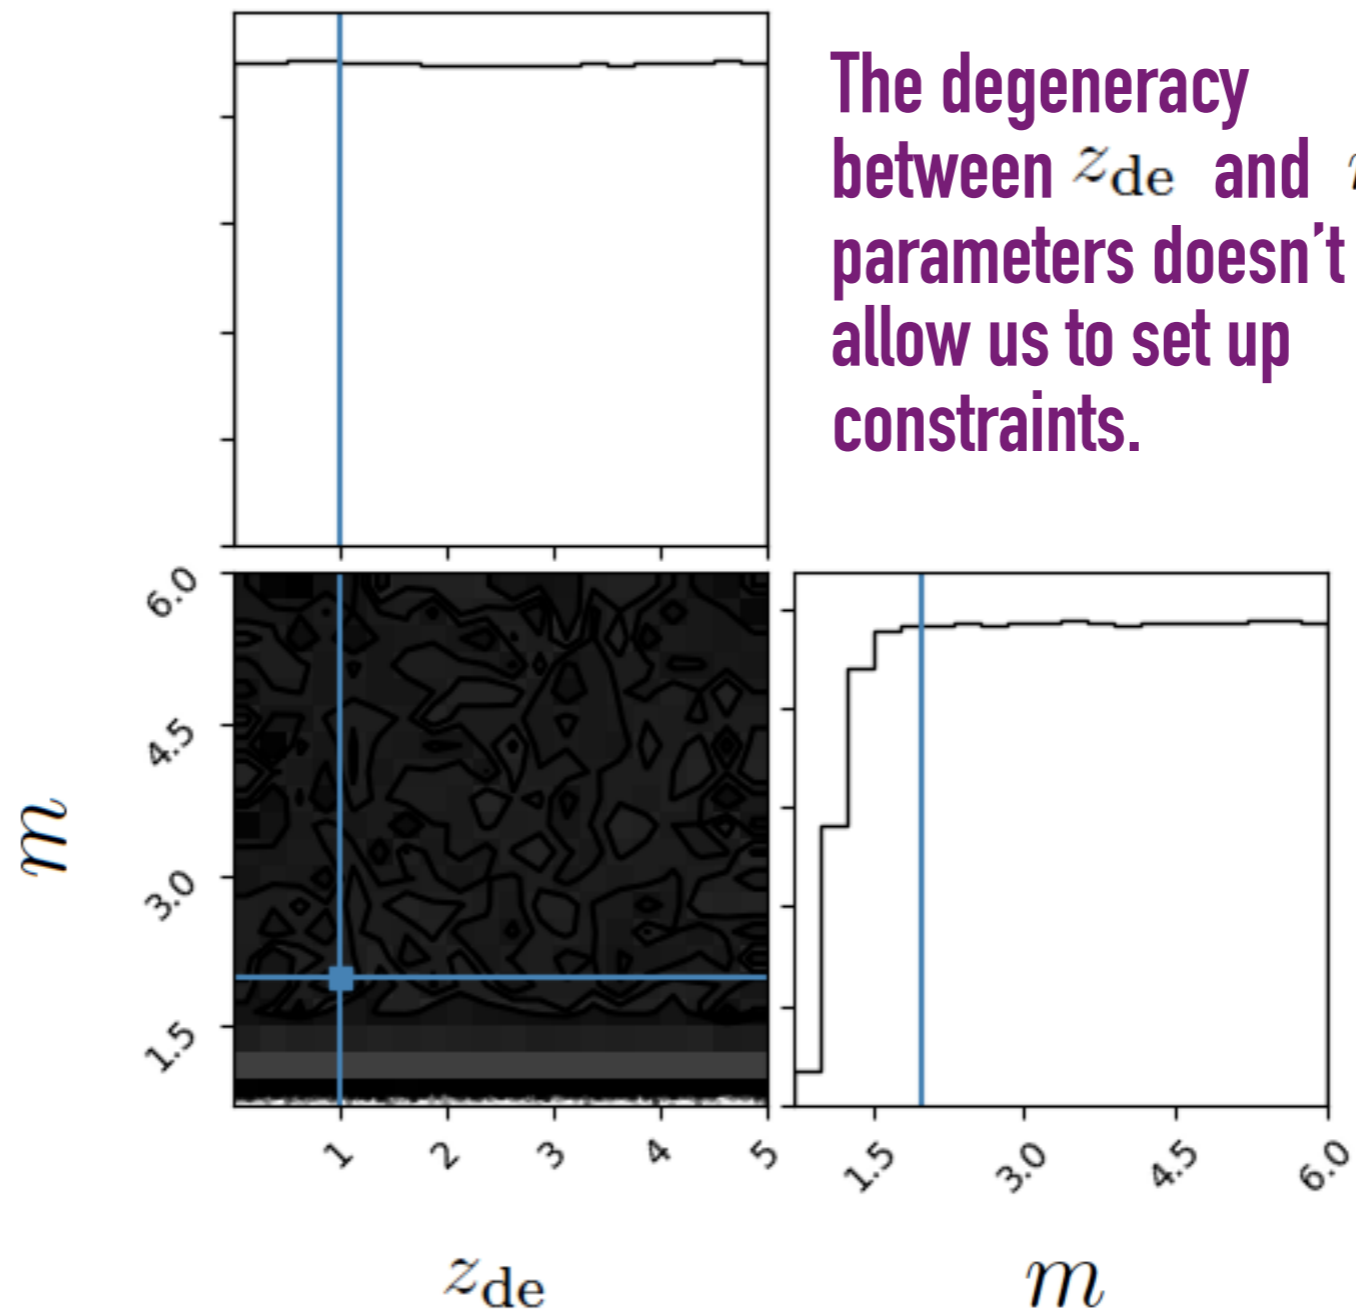 The degeneracy
between z_de and
parameters doesn't
allow us to set up
constraints.
6.0
4.5
3.0
1.5
m
1 2 3 4 5
1.5 3.0 4.5 6.0
z_de m